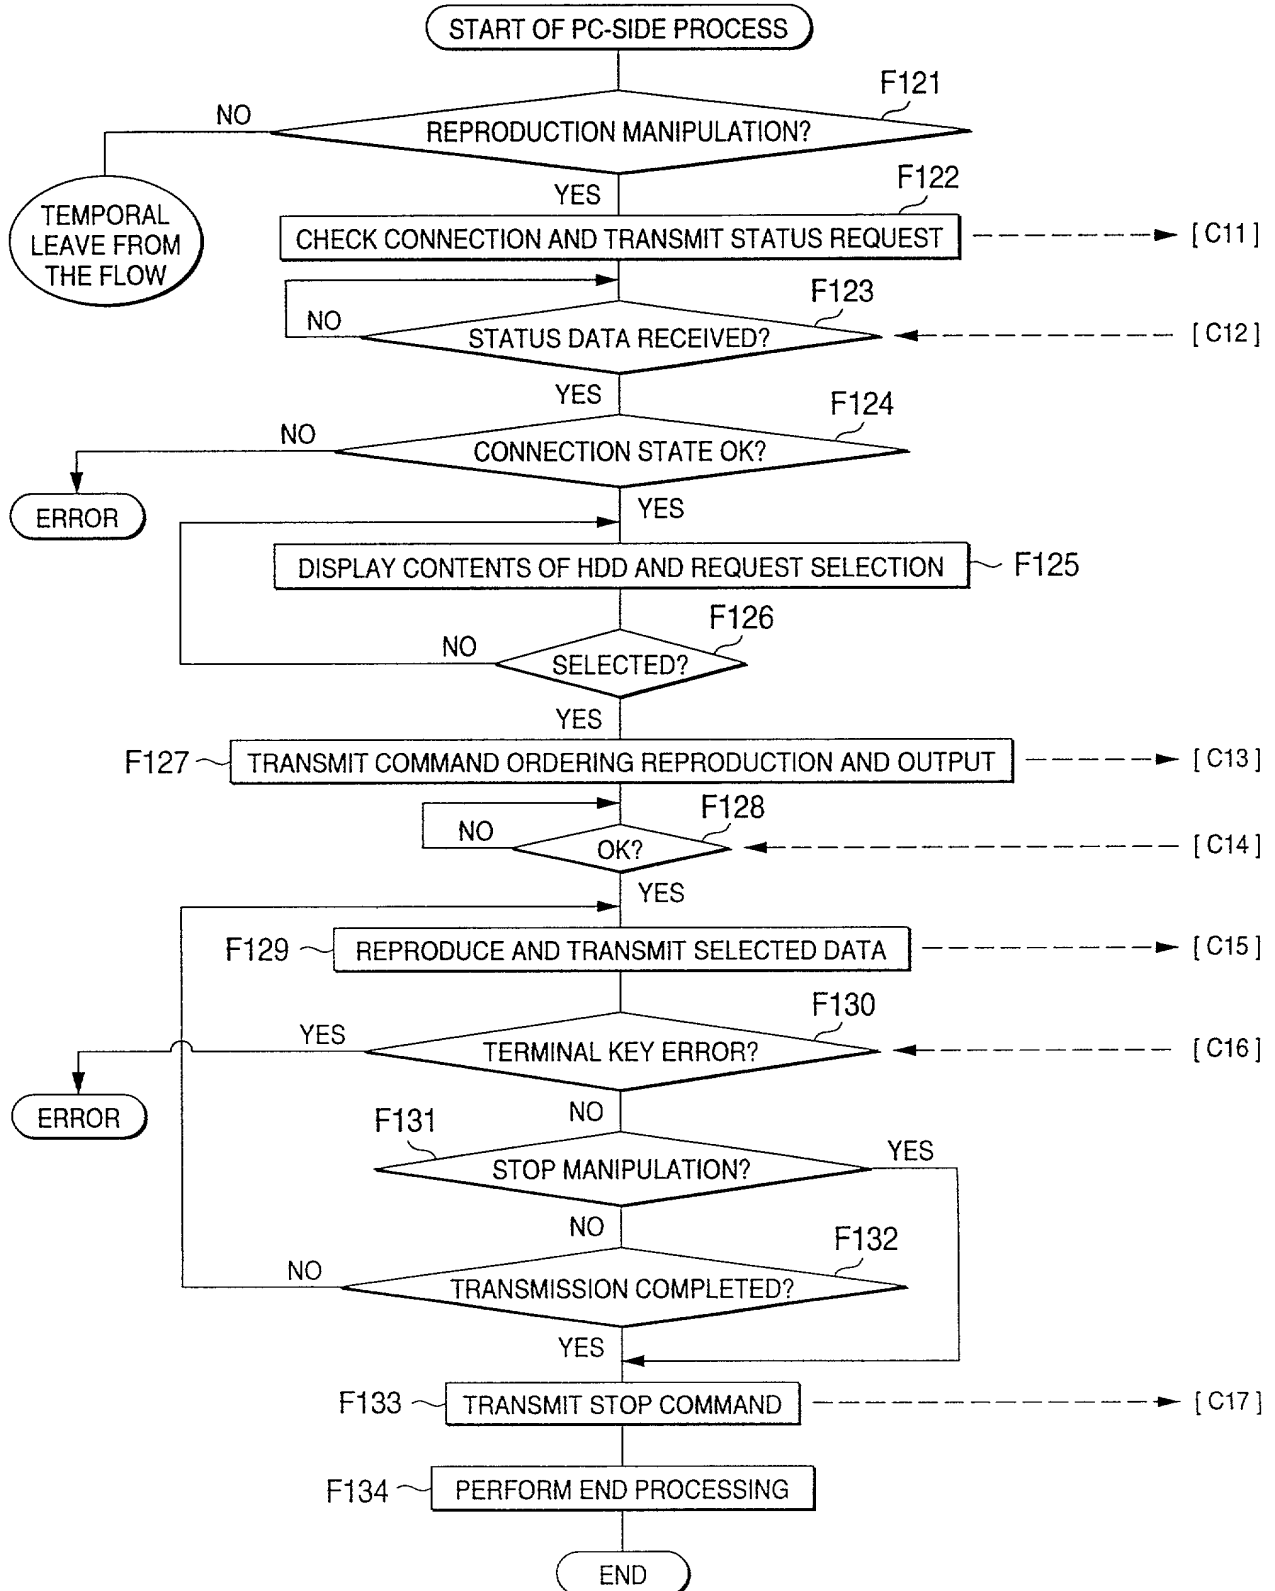 START OF PC-SIDE PROCESS
F121
NO
REPRODUCTION MANIPULATION?
YES
F122
TEMPORAL
LEAVE FROM
THE FLOW
CHECK CONNECTION AND TRANSMIT STATUS REQUEST
[C11]
F123
NO
STATUS DATA RECEIVED?
[C12]
YES
F124
NO
CONNECTION STATE OK?
ERROR
YES
DISPLAY CONTENTS OF HDD AND REQUEST SELECTION
F125
F126
NO
SELECTED?
YES
F127
TRANSMIT COMMAND ORDERING REPRODUCTION AND OUTPUT
[C13]
F128
NO
OK?
[C14]
YES
F129
REPRODUCE AND TRANSMIT SELECTED DATA
[C15]
F130
YES
TERMINAL KEY ERROR?
[C16]
ERROR
NO
F131
STOP MANIPULATION?
YES
NO
F132
NO
TRANSMISSION COMPLETED?
YES
F133
TRANSMIT STOP COMMAND
[C17]
F134
PERFORM END PROCESSING
END